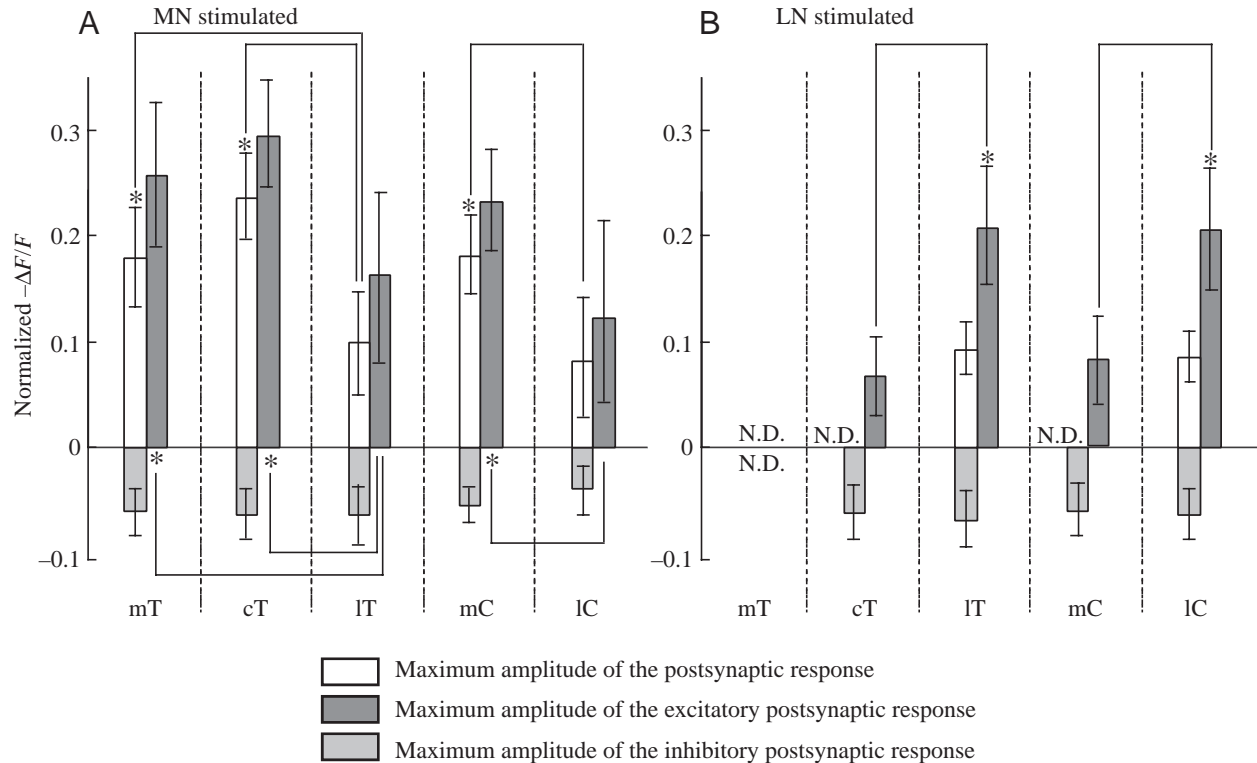 A
MN stimulated
B
LN stimulated
Normalized –ΔF/F
0.3
0.2
0.1
0
–0.1
*
*
*
*
*
*
mT
cT
lT
mC
lC
0.3
0.2
0.1
0
–0.1
*
*
N.D.
N.D.
N.D.
N.D.
mT
cT
lT
mC
lC
Maximum amplitude of the postsynaptic response
Maximum amplitude of the excitatory postsynaptic response
Maximum amplitude of the inhibitory postsynaptic response